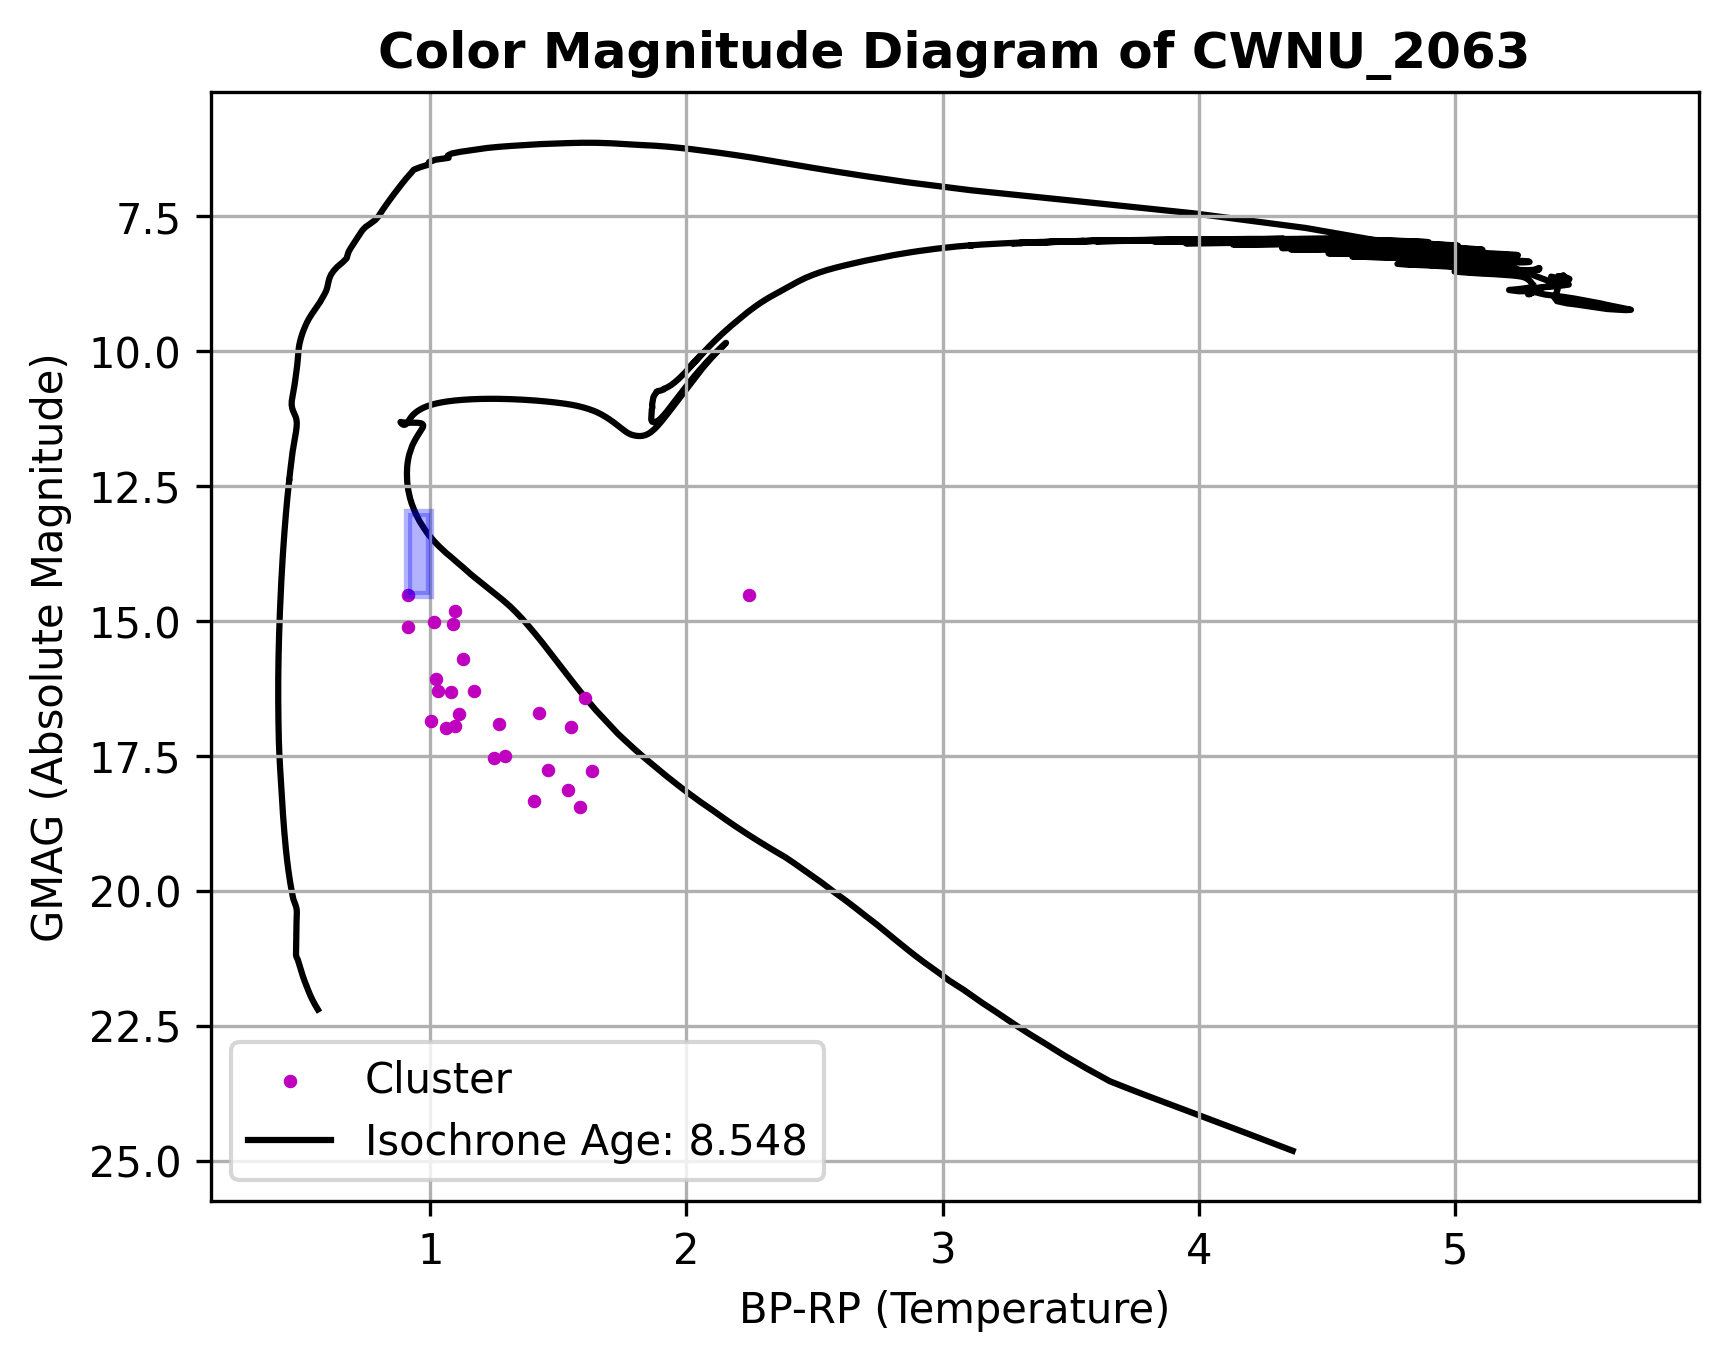 Color Magnitude Diagram of CWNU_2063
GMAG (Absolute Magnitude)
7.5
10.0
12.5
15.0
17.5
20.0
22.5
25.0
Cluster
Isochrone Age: 8.548
1 2 3 4 5
BP-RP (Temperature)